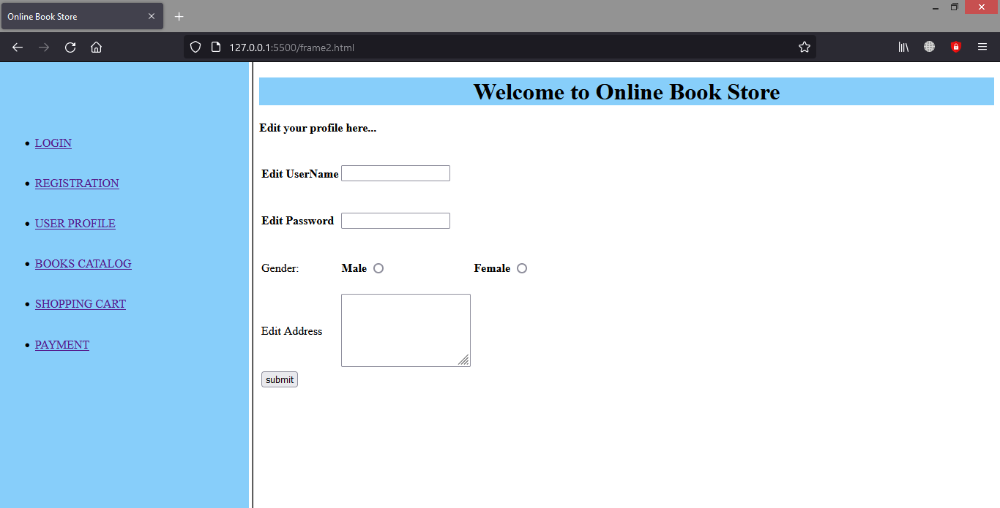 Online Book Store
127.0.0.1:5500/frame2.html
LOGIN
REGISTRATION
USER PROFILE
BOOKS CATALOG
SHOPPING CART
PAYMENT
Welcome to Online Book Store
Edit your profile here...
Edit UserName
Edit Password
Gender: Male Female
Edit Address
submit